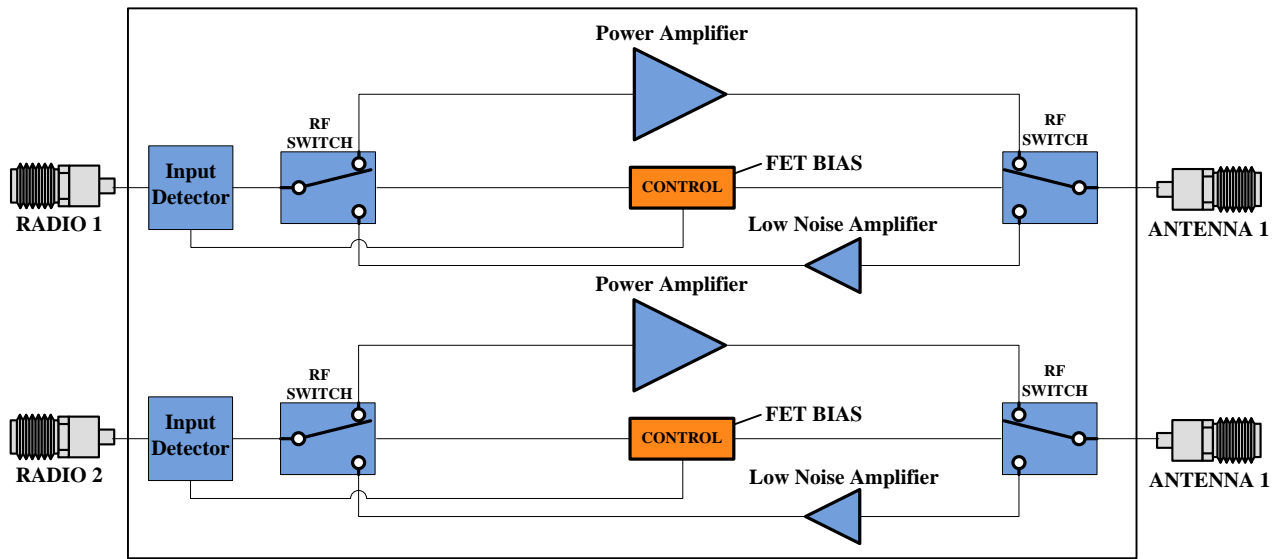 Power Amplifier
RF
SWITCH
RF
SWITCH
Input
Detector
FET BIAS
CONTROL
RADIO 1
Low Noise Amplifier
ANTENNA 1
Power Amplifier
RF
SWITCH
RF
SWITCH
Input
Detector
FET BIAS
CONTROL
RADIO 2
Low Noise Amplifier
ANTENNA 1